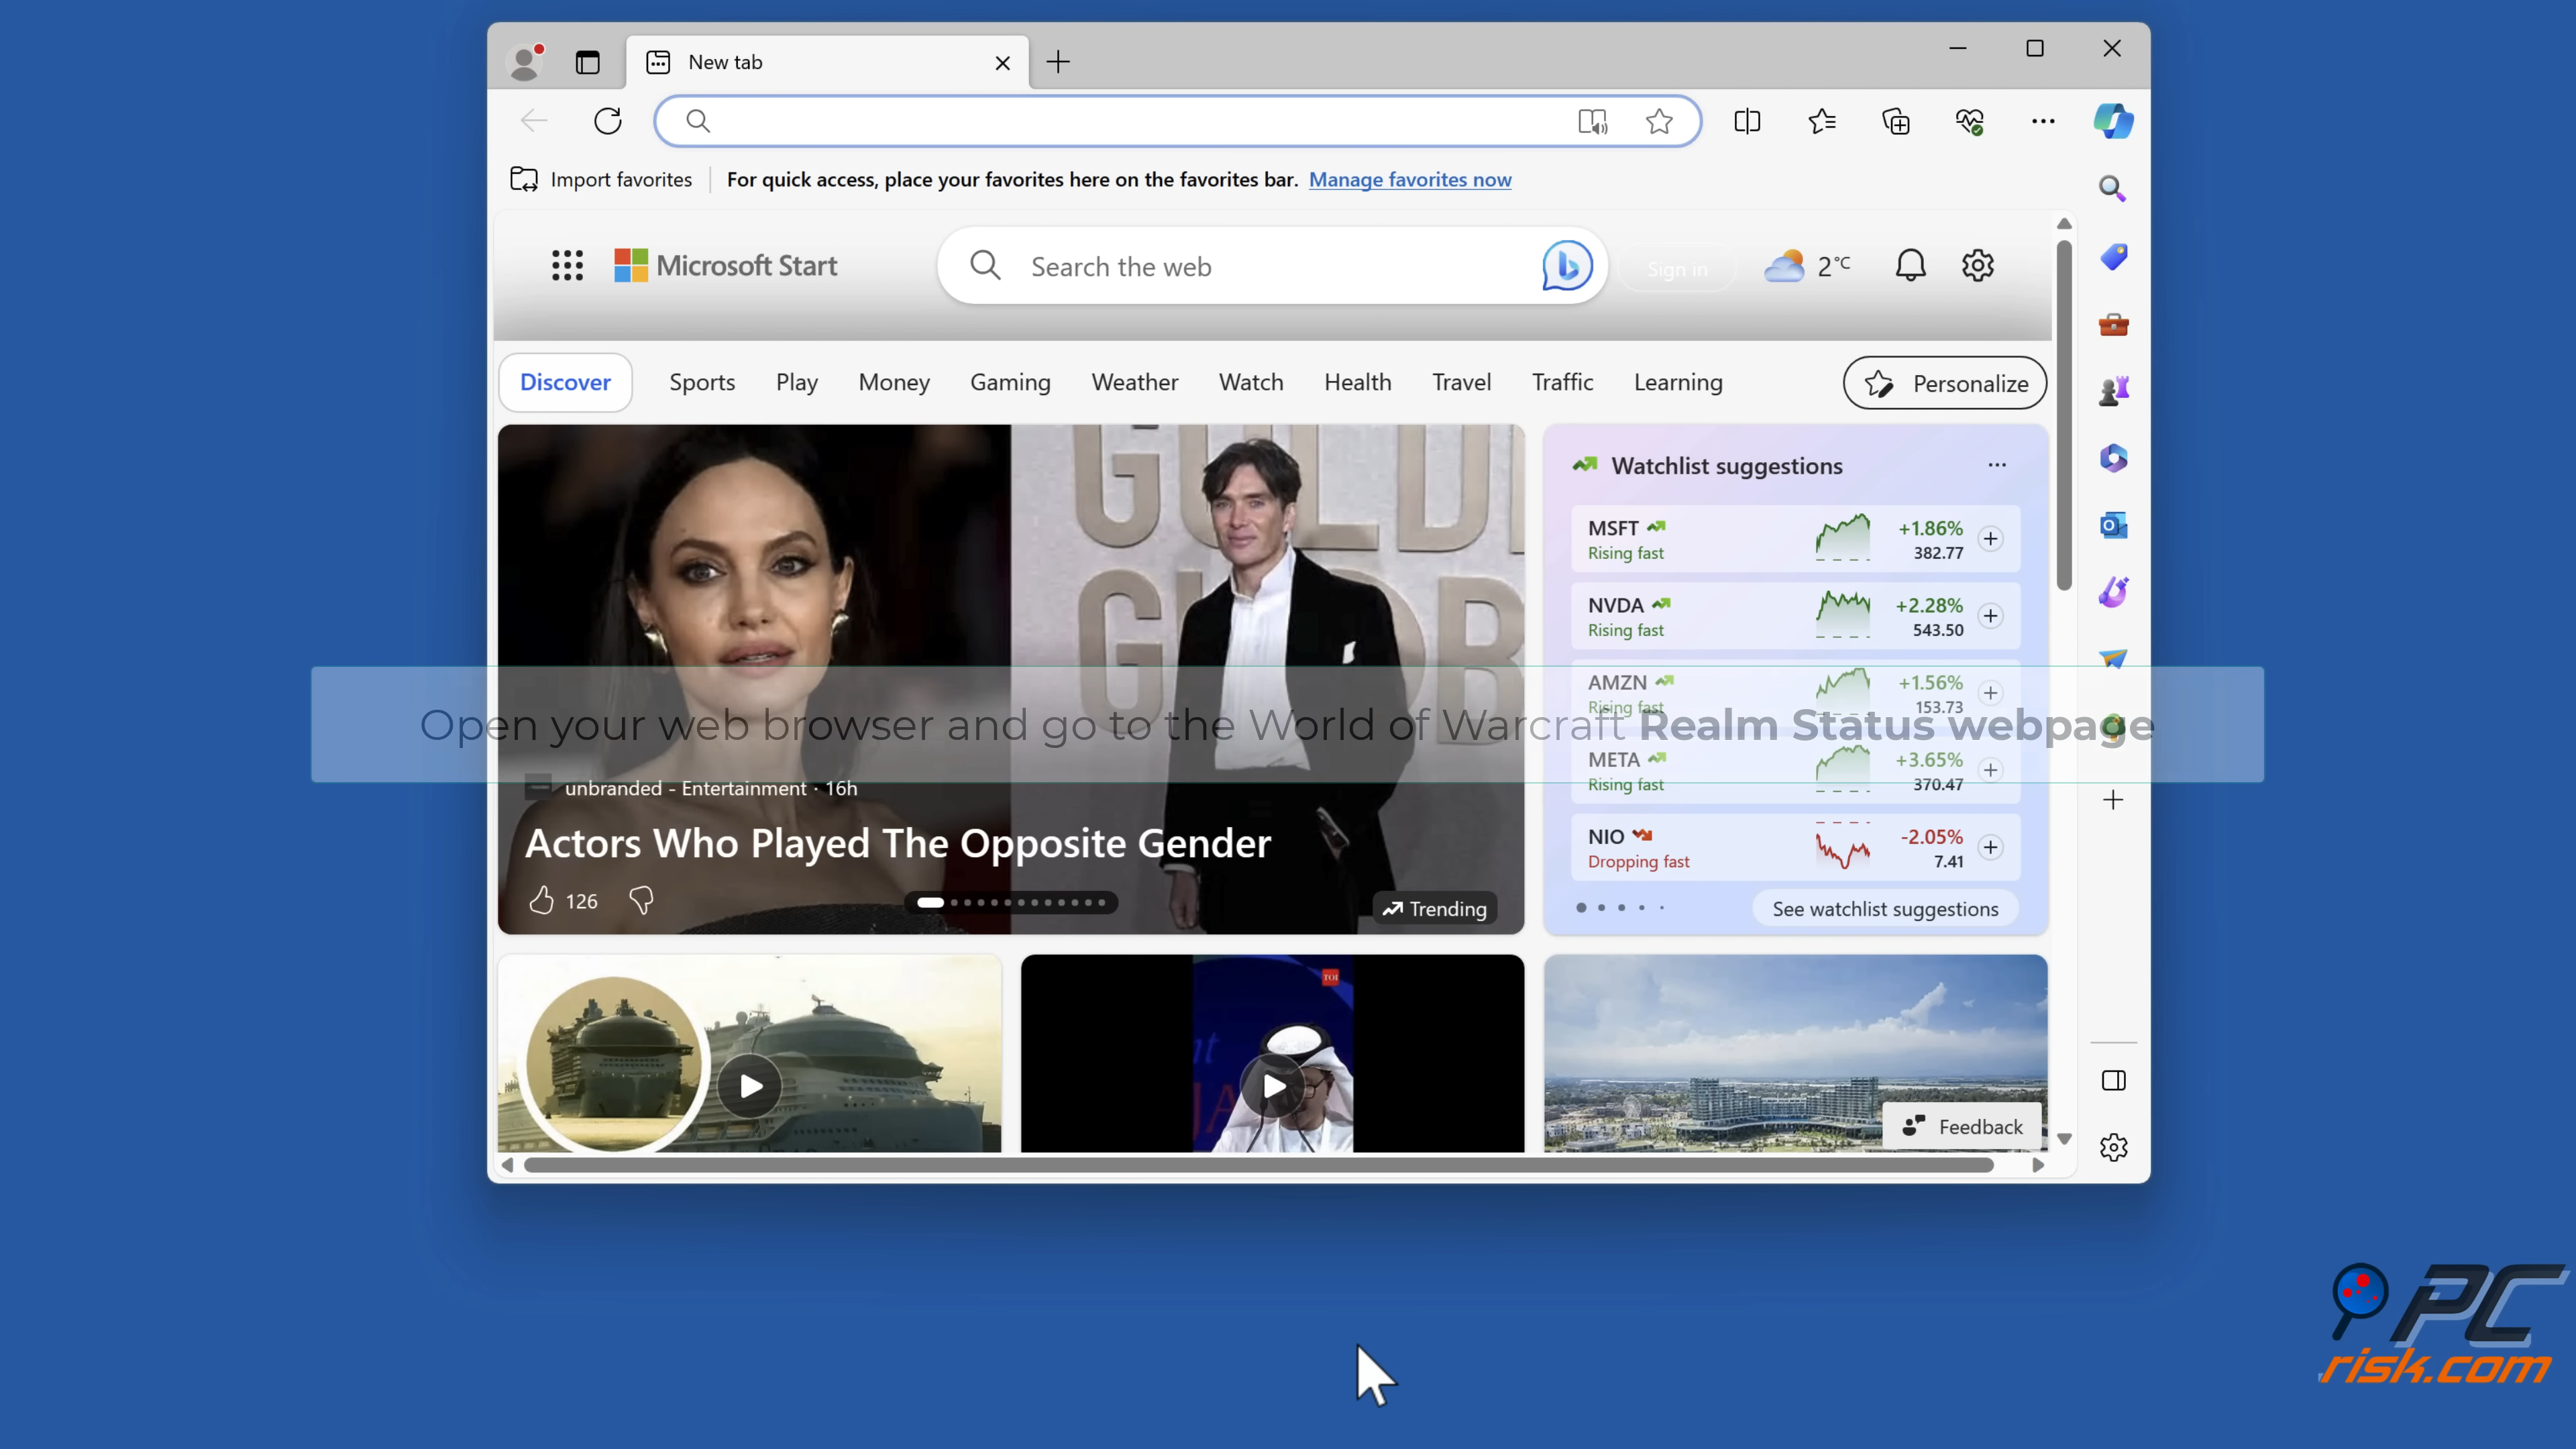 New tab
Import favorites
For quick access, place your favorites here on the favorites bar. Manage favorites now
Microsoft Start
Search the web
Sign in
2°C
Discover
Sports
Play
Money
Gaming
Weather
Watch
Health
Travel
Traffic
Learning
Personalize
GOLD
GLOB
Watchlist suggestions
MSFT
Rising fast
+1.86%
382.77
NVDA
Rising fast
+2.28%
543.50
AMZN
Rising fast
+1.56%
153.73
META
Rising fast
+3.65%
370.47
NIO
Dropping fast
-2.05%
7.41
See watchlist suggestions
Open your web browser and go to the World of Warcraft Realm Status webpage
unbranded - Entertainment · 16h
Actors Who Played The Opposite Gender
126
Trending
TOI
Feedback
PC
risk.com